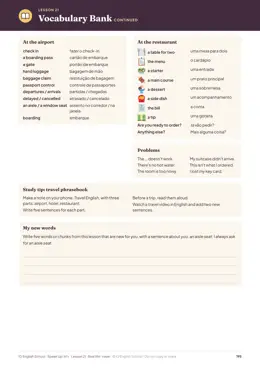 LESSON 21
Vocabulary Bank CONTINUED
At the airport
check in fazer o check-in
a boarding pass cartão de embarque
a gate portão de embarque
hand luggage bagagem de mão
baggage claim restituição de bagagem
passport control controle de passaportes
departures / arrivals partidas / chegadas
delayed / cancelled atrasado / cancelado
an aisle / a window seat assento no corredor / na janela
boarding embarque
At the restaurant
a table for two uma mesa para dois
the menu o cardápio
a starter uma entrada
a main course um prato principal
a dessert uma sobremesa
a side dish um acompanhamento
the bill a conta
a tip uma gorjeta
Are you ready to order?
Anything else? Mais alguma coisa?
Problems
The... doesn't work.
There's no hot water.
The room is too
My suitcase didn't arrive.
This isn't what I ordered.
I lost my key card.
Study tip: travel phrasebook
Make a note on your phone: Travel English, with three
parts: airport, hotel, restaurant.
Write five sentences for each part.
Before a trip, read them aloud.
Watch a travel video in English and add two new
sentences.
My new words
Write five words or chunks from this lesson that are new for you, with a sentence about you. an aisle seat: I always ask
for an aisle seat.